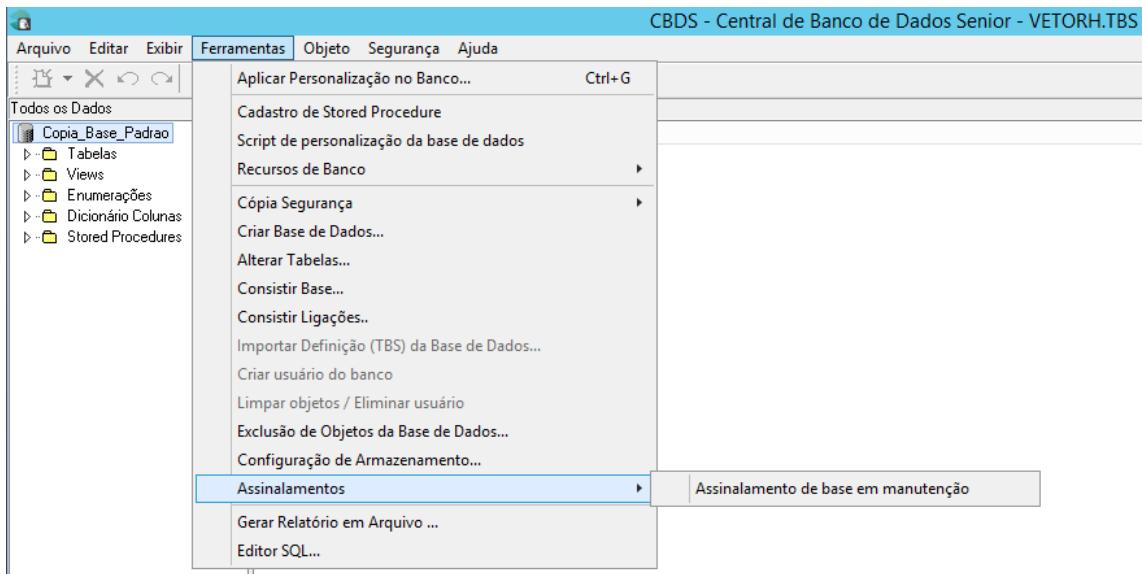 CBDS - Central de Banco de Dados Senior - VETORH.TBS
Arquivo Editar Exibir Ferramentas Objeto Segurança Ajuda
Aplicar Personalização no Banco... Ctrl+G
Todos os Dados
Cadastro de Stored Procedure
Copia_Base_Padrao
Script de personalização da base de dados
Tabelas
Recursos de Banco
Views
Enumerações
Cópia Segurança
Dicionário Colunas
Criar Base de Dados...
Stored Procedures
Alterar Tabelas...
Consistir Base...
Consistir Ligações..
Importar Definição (TBS) da Base de Dados...
Criar usuário do banco
Limpar objetos / Eliminar usuário
Exclusão de Objetos da Base de Dados...
Configuração de Armazenamento...
Assinalamentos Assinalamento de base em manutenção
Gerar Relatório em Arquivo ...
Editor SQL...